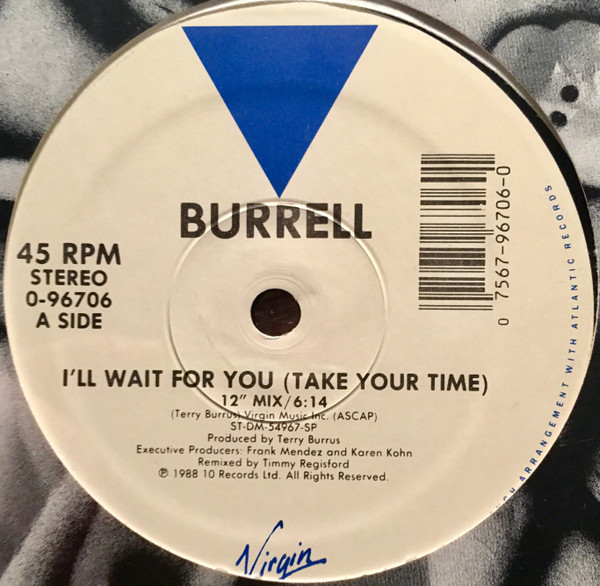 BURRELL
45 RPM
STEREO
0-96706
A SIDE
0 7567-96706-0
I'LL WAIT FOR YOU (TAKE YOUR TIME)
12" MIX/6:14
(Terry Burrus) Virgin Music Inc. (ASCAP)
ST-DM-54967-SP
Produced by Terry Burrus
Executive Producers: Frank Mendez and Karen Kohn
Remixed by Timmy Regisford
℗ 1988 10 Records Ltd. All Rights Reserved.
ARRANGEMENT WITH ATLANTIC RECORDS
Virgin